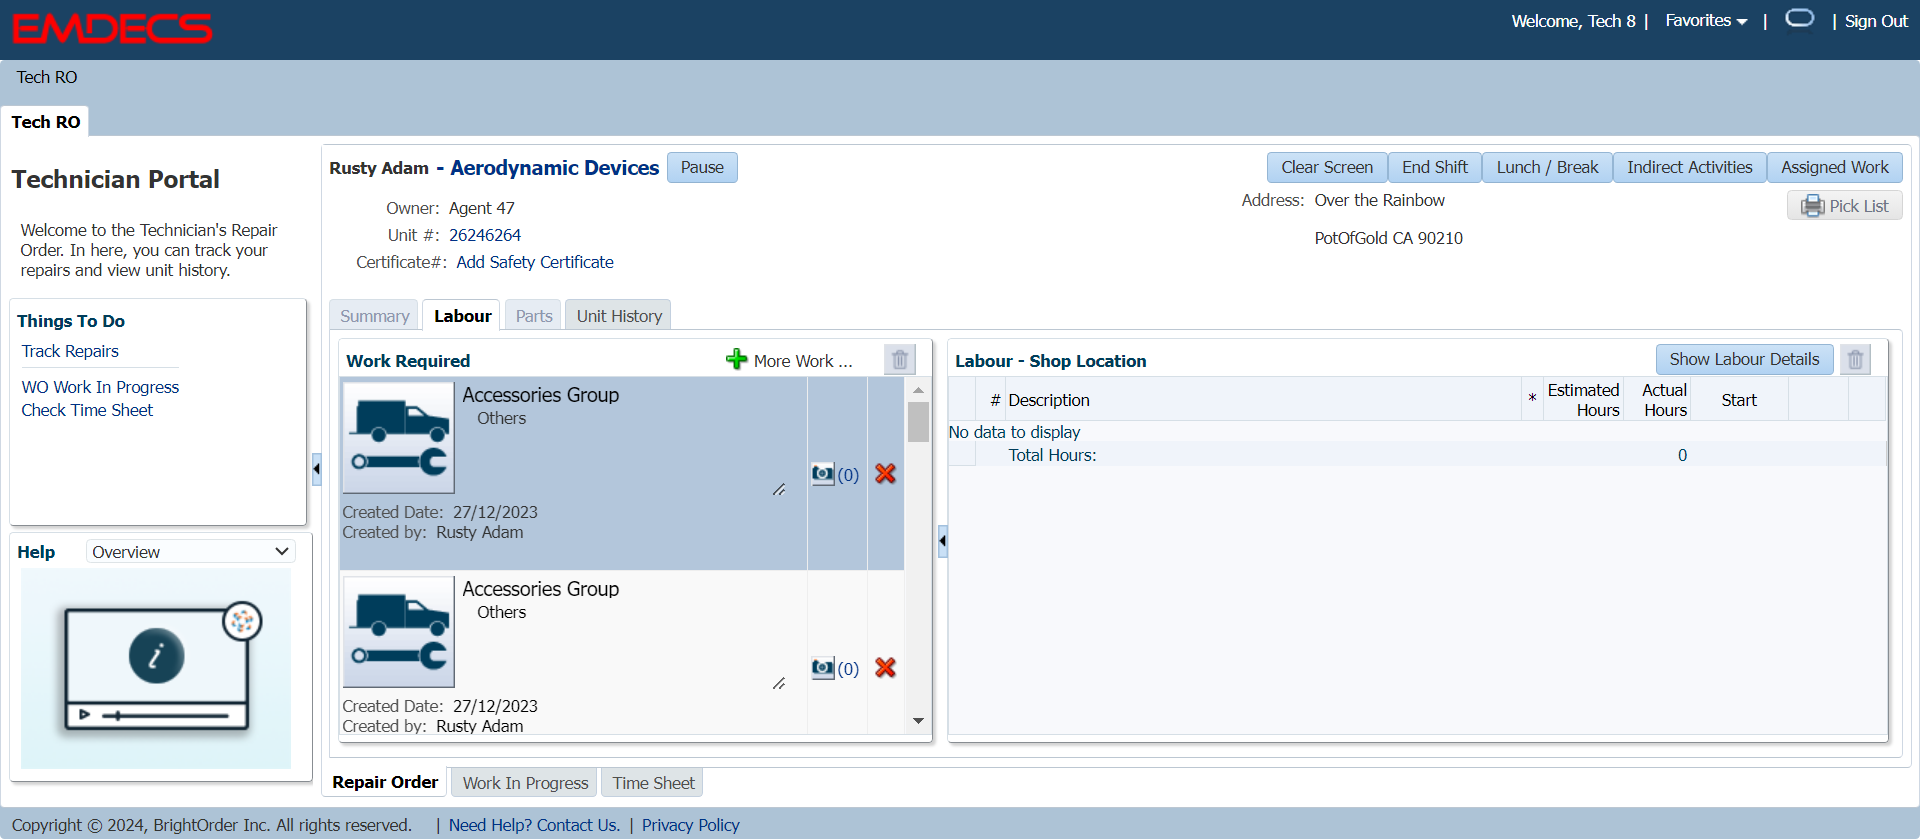 EMDECS
Welcome, Tech 8 | Favorites | | Sign Out
Tech RO
Tech RO
Technician Portal
Welcome to the Technician's Repair
Order. In here, you can track your
repairs and view unit history.
Things To Do
Track Repairs
WO Work In Progress
Check Time Sheet
Help Overview
i
Rusty Adam - Aerodynamic Devices Pause
Clear Screen End Shift Lunch / Break Indirect Activities Assigned Work
Owner: Agent 47
Unit #: 26246264
Certificate#: Add Safety Certificate
Address: Over the Rainbow
PotOfGold CA 90210
Pick List
Summary Labour Parts Unit History
Work Required More Work ...
Accessories Group
Others
(0)
Created Date: 27/12/2023
Created by: Rusty Adam
Accessories Group
Others
(0)
Created Date: 27/12/2023
Created by: Rusty Adam
Labour - Shop Location Show Labour Details
# Description * Estimated Hours Actual Hours Start
No data to display
Total Hours: 0
Repair Order Work In Progress Time Sheet
Copyright © 2024, BrightOrder Inc. All rights reserved. | Need Help? Contact Us. | Privacy Policy